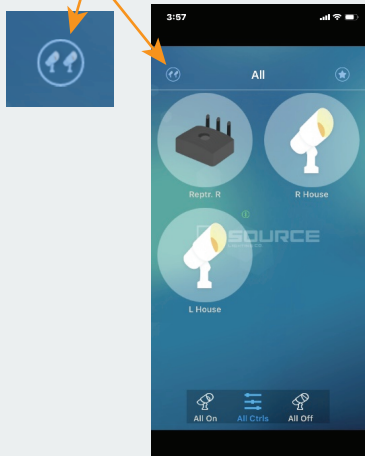 3:57
All
Reptr. R
R House
SOURCE
L House
All On
All Ctrls
All Off